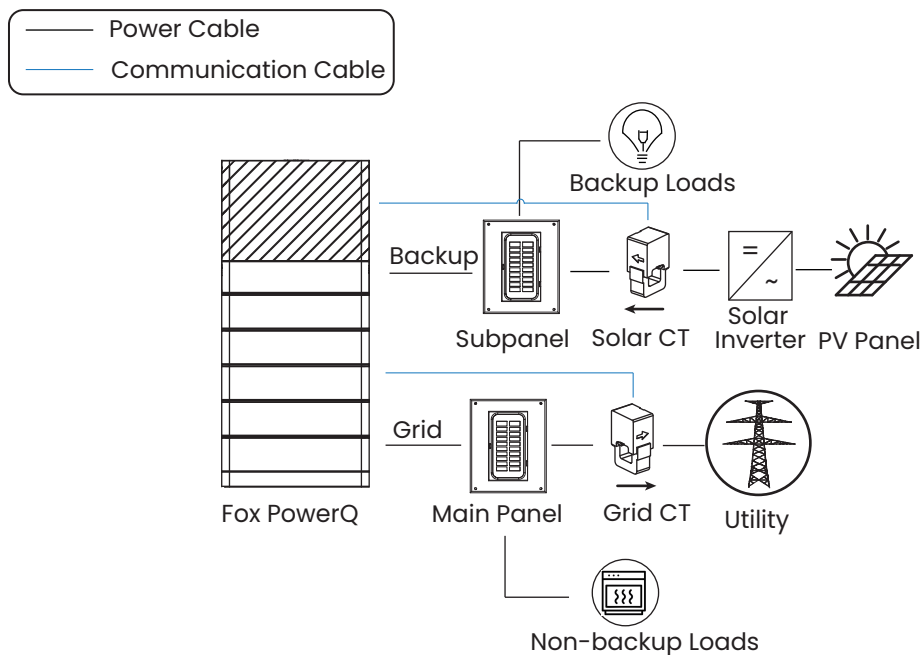 Power Cable
Communication Cable
Backup Loads
Backup
Subpanel
Solar CT
Solar
Inverter
PV Panel
Grid
Fox PowerQ
Main Panel
Grid CT
Utility
Non-backup Loads